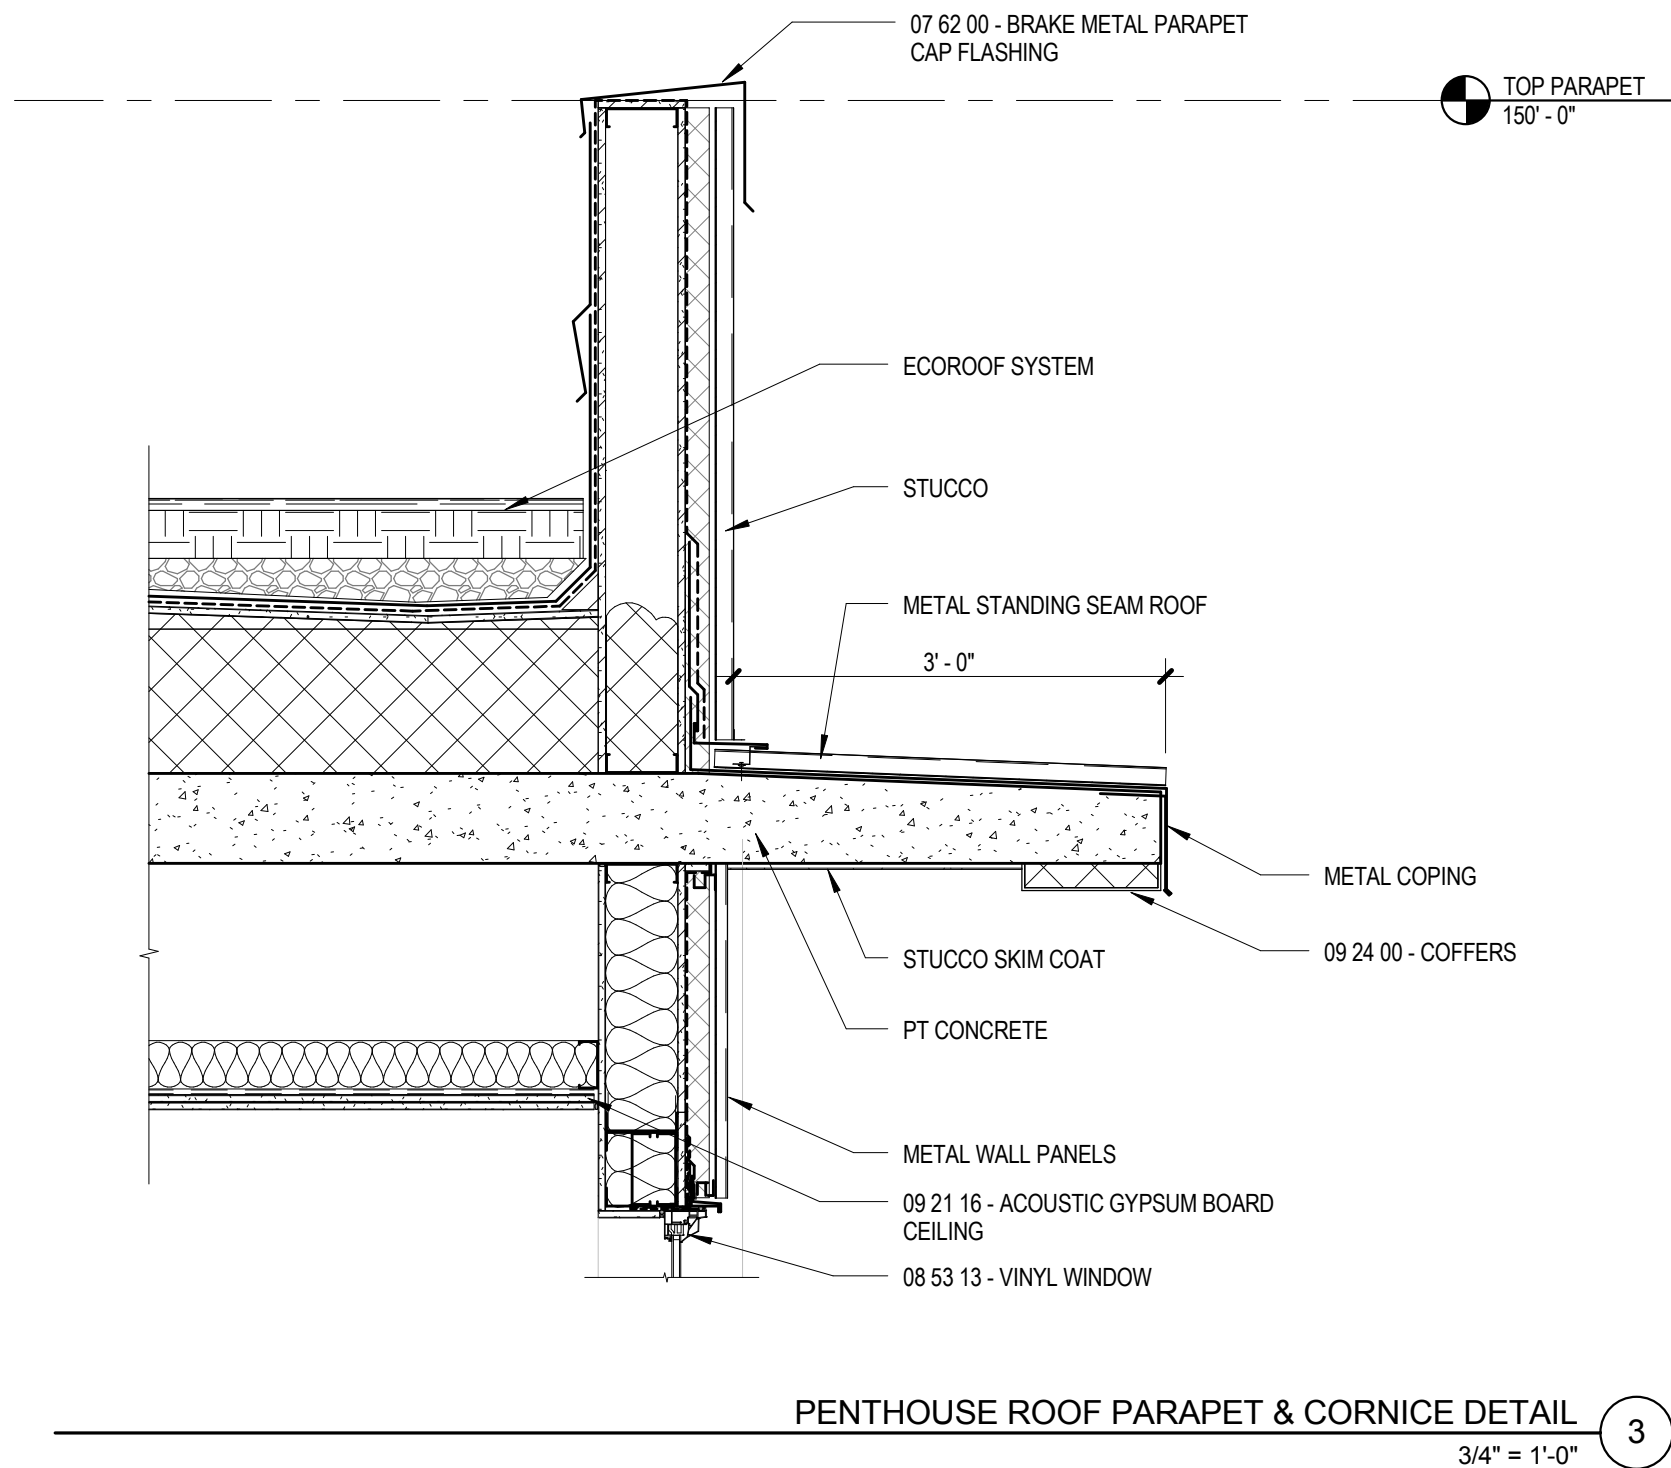 07 62 00 - BRAKE METAL PARAPET
CAP FLASHING
TOP PARAPET
150' - 0"
ECOROOF SYSTEM
STUCCO
METAL STANDING SEAM ROOF
3' - 0"
METAL COPING
09 24 00 - COFFERS
STUCCO SKIM COAT
PT CONCRETE
METAL WALL PANELS
09 21 16 - ACOUSTIC GYPSUM BOARD
CEILING
08 53 13 - VINYL WINDOW
PENTHOUSE ROOF PARAPET & CORNICE DETAIL
3
3/4" = 1'-0"